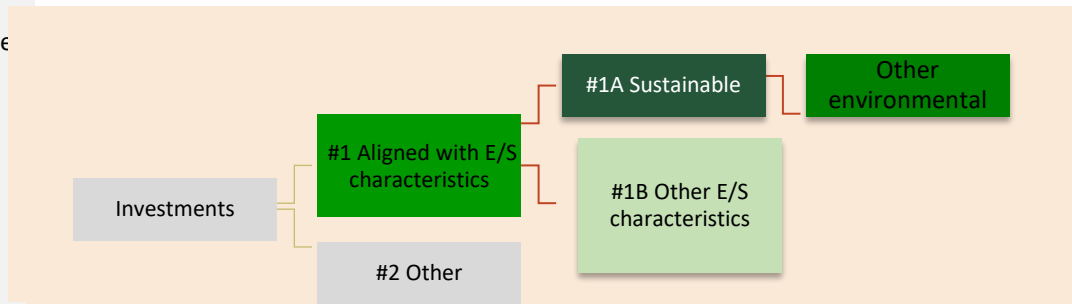 Investments
#1 Aligned with E/S
characteristics
#2 Other
#1A Sustainable
#1B Other E/S
characteristics
Other
environmental